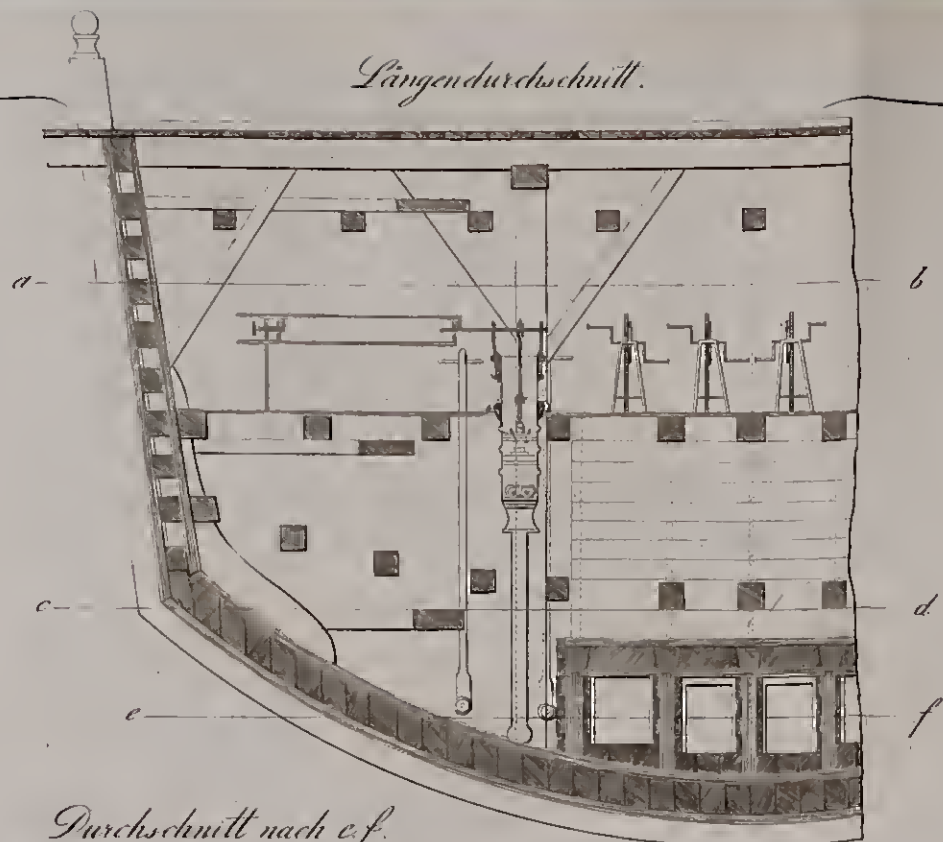 Längendurchschnitt.
a b
c d
e f
Durchschnitt nach e.f.